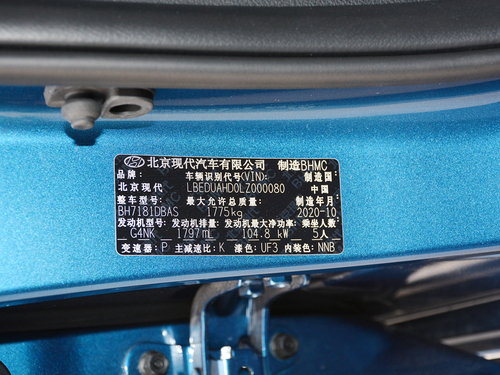 北京现代汽车有限公司 制造BHMC
品牌: 车辆识别代号(VIN): 制造国
北京现代 LBEDUAHD0LZ000080 中国
整车型号: 最大允许总质量: 制造年月
BH7181DBAS 1775kg 2020-10
发动机型号: 发动机排量: 发动机最大净功率: 乘坐人数
G4NK 1797mL 104.8 kW 5人
变速器: P 主减速比: K 漆色: UF3 内装色: NNB